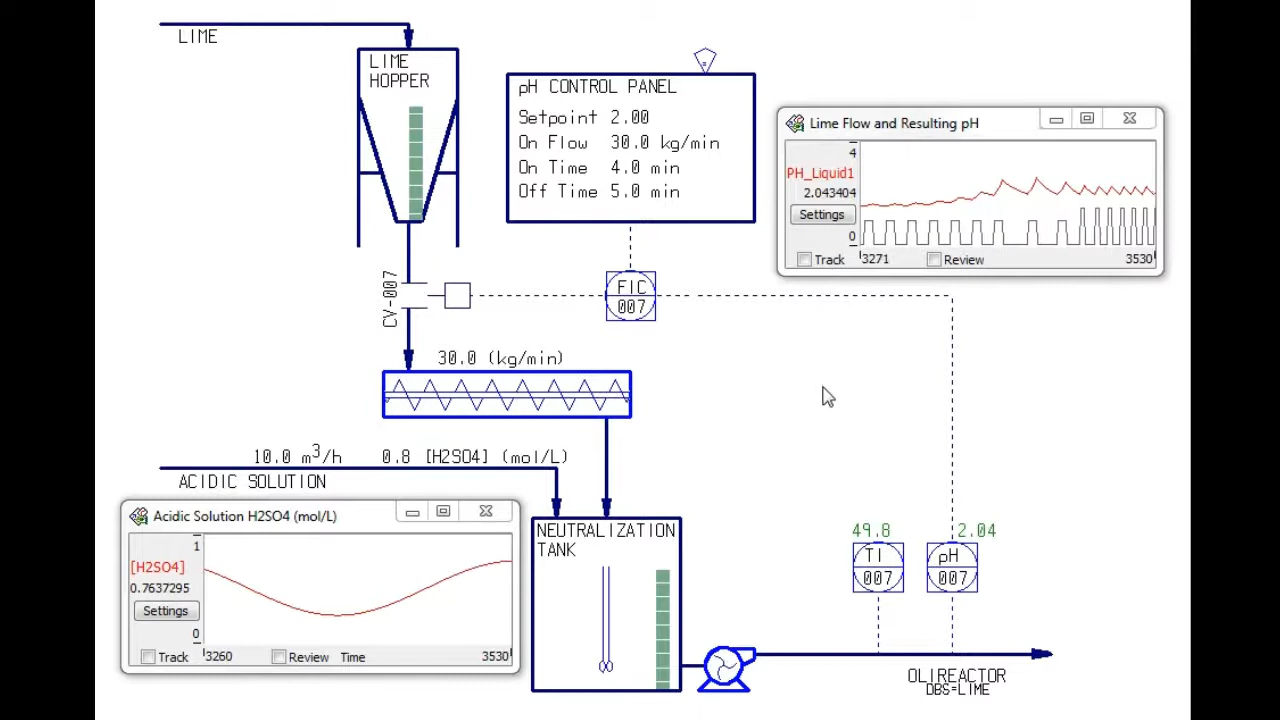 LIME
LIME
HOPPER
pH CONTROL PANEL
Setpoint 2.00
On Flow 30.0 kg/min
On Time 4.0 min
Off Time 5.0 min
Lime Flow and Resulting pH
4
PH_Liquid1
2.043404
Settings
0
Track
3271
Review
3530
CV-007
FIC
007
30.0 (kg/min)
10.0 m3/h 0.8 [H2SO4] (mol/L)
ACIDIC SOLUTION
Acidic Solution H2SO4 (mol/L)
1
[H2SO4]
0.7637295
Settings
0
Track
3260
Review
Time
3530
NEUTRALIZATION
TANK
49.8
2.04
TI
007
pH
007
OLIREACTOR
DBS=LIME